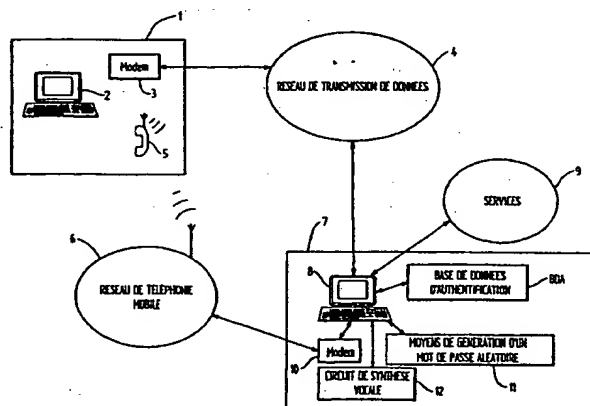 1
Modem
2
3
5
RESEAU DE TRANSMISSION DE DONNEES
4
SERVICES
9
6
RESEAU DE TELEPHONIE
MOBILE
7
8
BASE DE DONNEES
D'AUTHENTIFICATION
BDA
Modem
10
MOYENS DE GENERATION D'UN
MOT DE PASSE ALEATOIRE
11
CIRCUIT DE SYNTHESE
VOCALE
12